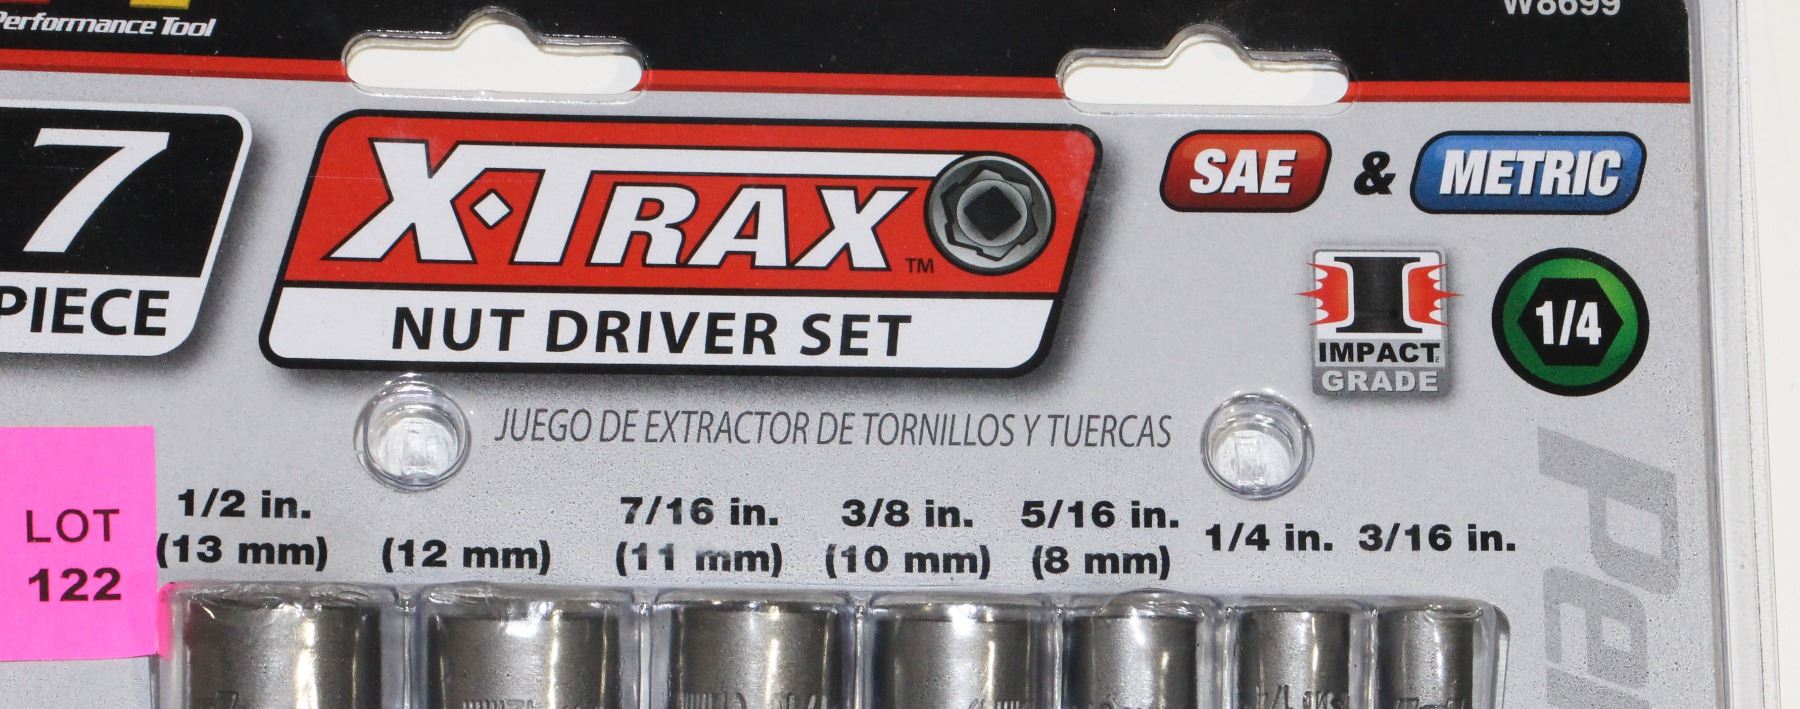 Performance Tool
W8699
7
PIECE
X·TRAX™
NUT DRIVER SET
SAE & METRIC
IMPACT
GRADE
1/4
JUEGO DE EXTRACTOR DE TORNILLOS Y TUERCAS
LOT
122
1/2 in.
(13 mm)
(12 mm)
7/16 in.
(11 mm)
3/8 in.
(10 mm)
5/16 in.
(8 mm)
1/4 in.
3/16 in.